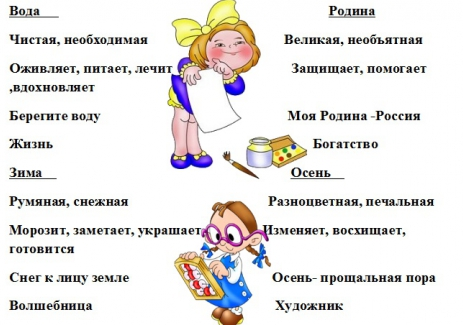 Вода
Чистая, необходимая
Оживляет, питает, лечит
,вдохновляет
Берегите воду
Жизнь
Родина
Великая, необъятная
Защищает, помогает
Моя Родина -Россия
Богатство
Зима
Румяная, снежная
Морозит, заметает, украшает,
готовится
Снег к лицу земле
Волшебница
Осень
Разноцветная, печальная
Изменяет, восхищает,
Осень- прощальная пора
Художник